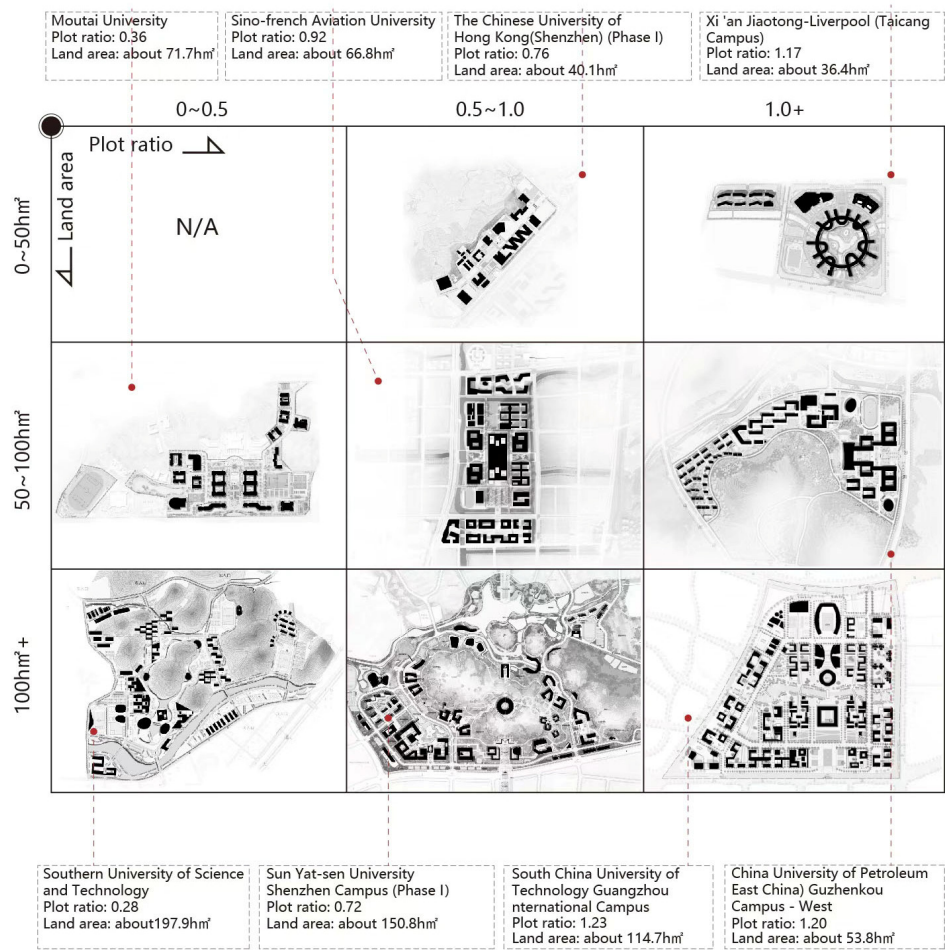 Moutai University
Plot ratio: 0.36
Land area: about 71.7h㎡
Sino-french Aviation University
Plot ratio: 0.92
Land area: about 66.8h㎡
The Chinese University of
Hong Kong(Shenzhen) (Phase I)
Plot ratio: 0.76
Land area: about 40.1h㎡
Xi 'an Jiaotong-Liverpool (Taicang
Campus)
Plot ratio: 1.17
Land area: about 36.4h㎡
0~0.5
0.5~1.0
1.0+
Plot ratio
Land area
0~50h㎡
N/A
50~100h㎡
100h㎡+
Southern University of Science
and Technology
Plot ratio: 0.28
Land area: about197.9h㎡
Sun Yat-sen University
Shenzhen Campus (Phase I)
Plot ratio: 0.72
Land area: about 150.8h㎡
South China University of
Technology Guangzhou
nternational Campus
Plot ratio: 1.23
Land area: about 114.7h㎡
China University of Petroleum
East China) Guzhenkou
Campus - West
Plot ratio: 1.20
Land area: about 53.8h㎡